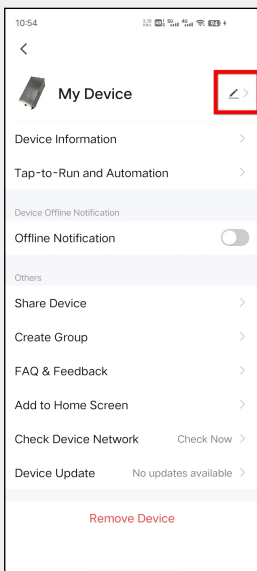 10:54
My Device
Device Information
Tap-to-Run and Automation
Device Offline Notification
Offline Notification
Others
Share Device
Create Group
FAQ & Feedback
Add to Home Screen
Check Device Network Check Now
Device Update No updates available
Remove Device